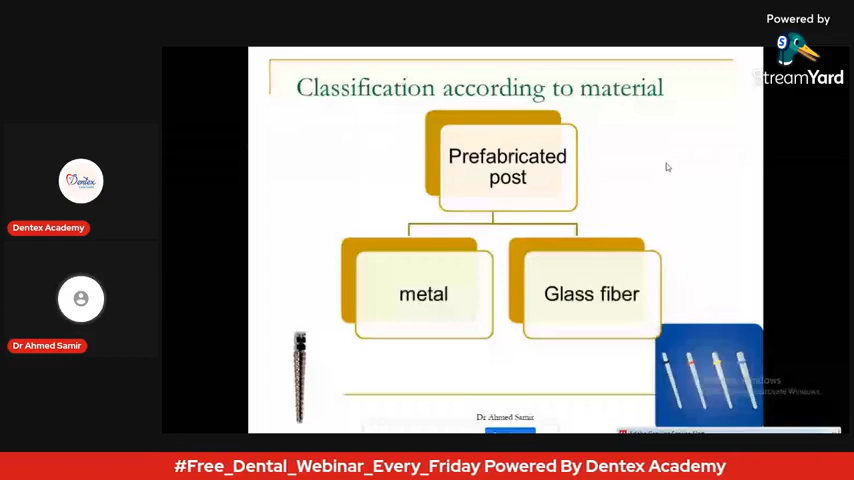 Powered by
StreamYard
Classification according to material
Prefabricated
post
metal
Glass fiber
Dentex
Dentex Academy
Dr Ahmed Samir
Dr Ahmed Samir
#Free_Dental_Webinar_Every_Friday Powered By Dentex Academy